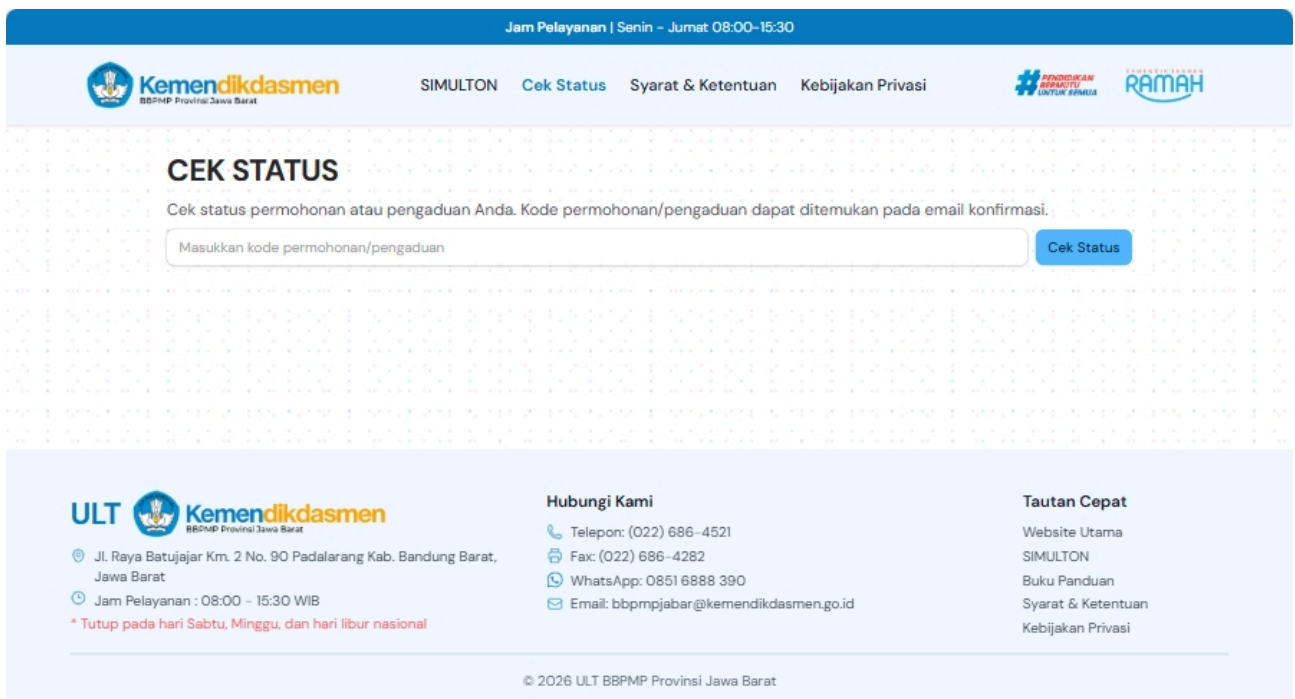 Jam Pelayanan | Senin - Jumat 08:00-15:30
Kemendikdasmen
BBPMP Provinsi Jawa Barat
SIMULTON
Cek Status
Syarat & Ketentuan
Kebijakan Privasi
# PENDIDIKAN
BERMUTU
UNTUK SEMUA
KEMENDIKDASMEN
RAMAH
CEK STATUS
Cek status permohonan atau pengaduan Anda. Kode permohonan/pengaduan dapat ditemukan pada email konfirmasi.
Masukkan kode permohonan/pengaduan
Cek Status
ULT
Kemendikdasmen
BBPMP Provinsi Jawa Barat
Jl. Raya Batujajar Km. 2 No. 90 Padalarang Kab. Bandung Barat,
Jawa Barat
Jam Pelayanan : 08:00 - 15:30 WIB
* Tutup pada hari Sabtu, Minggu, dan hari libur nasional
Hubungi Kami
Telepon: (022) 686-4521
Fax: (022) 686-4282
WhatsApp: 0851 6888 390
Email: bbpmpjabar@kemendikdasmen.go.id
Tautan Cepat
Website Utama
SIMULTON
Buku Panduan
Syarat & Ketentuan
Kebijakan Privasi
© 2026 ULT BBPMP Provinsi Jawa Barat